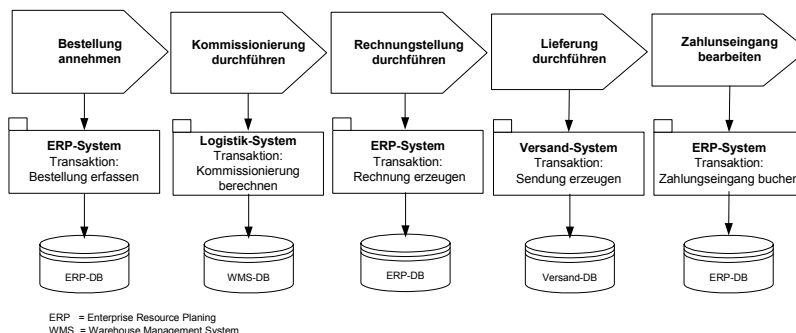 Bestellung
annehmen
Kommissionierung
durchführen
Rechnungstellung
durchführen
Lieferung
durchführen
Zahlunseingang
bearbeiten
ERP-System
Transaktion:
Bestellung erfassen
Logistik-System
Transaktion:
Kommissionierung
berechnen
ERP-System
Transaktion:
Rechnung erzeugen
Versand-System
Transaktion:
Sendung erzeugen
ERP-System
Transaktion:
Zahlungseingang buchen
ERP-DB
WMS-DB
ERP-DB
Versand-DB
ERP-DB
ERP = Enterprise Resource Planing
WMS = Warehouse Management System